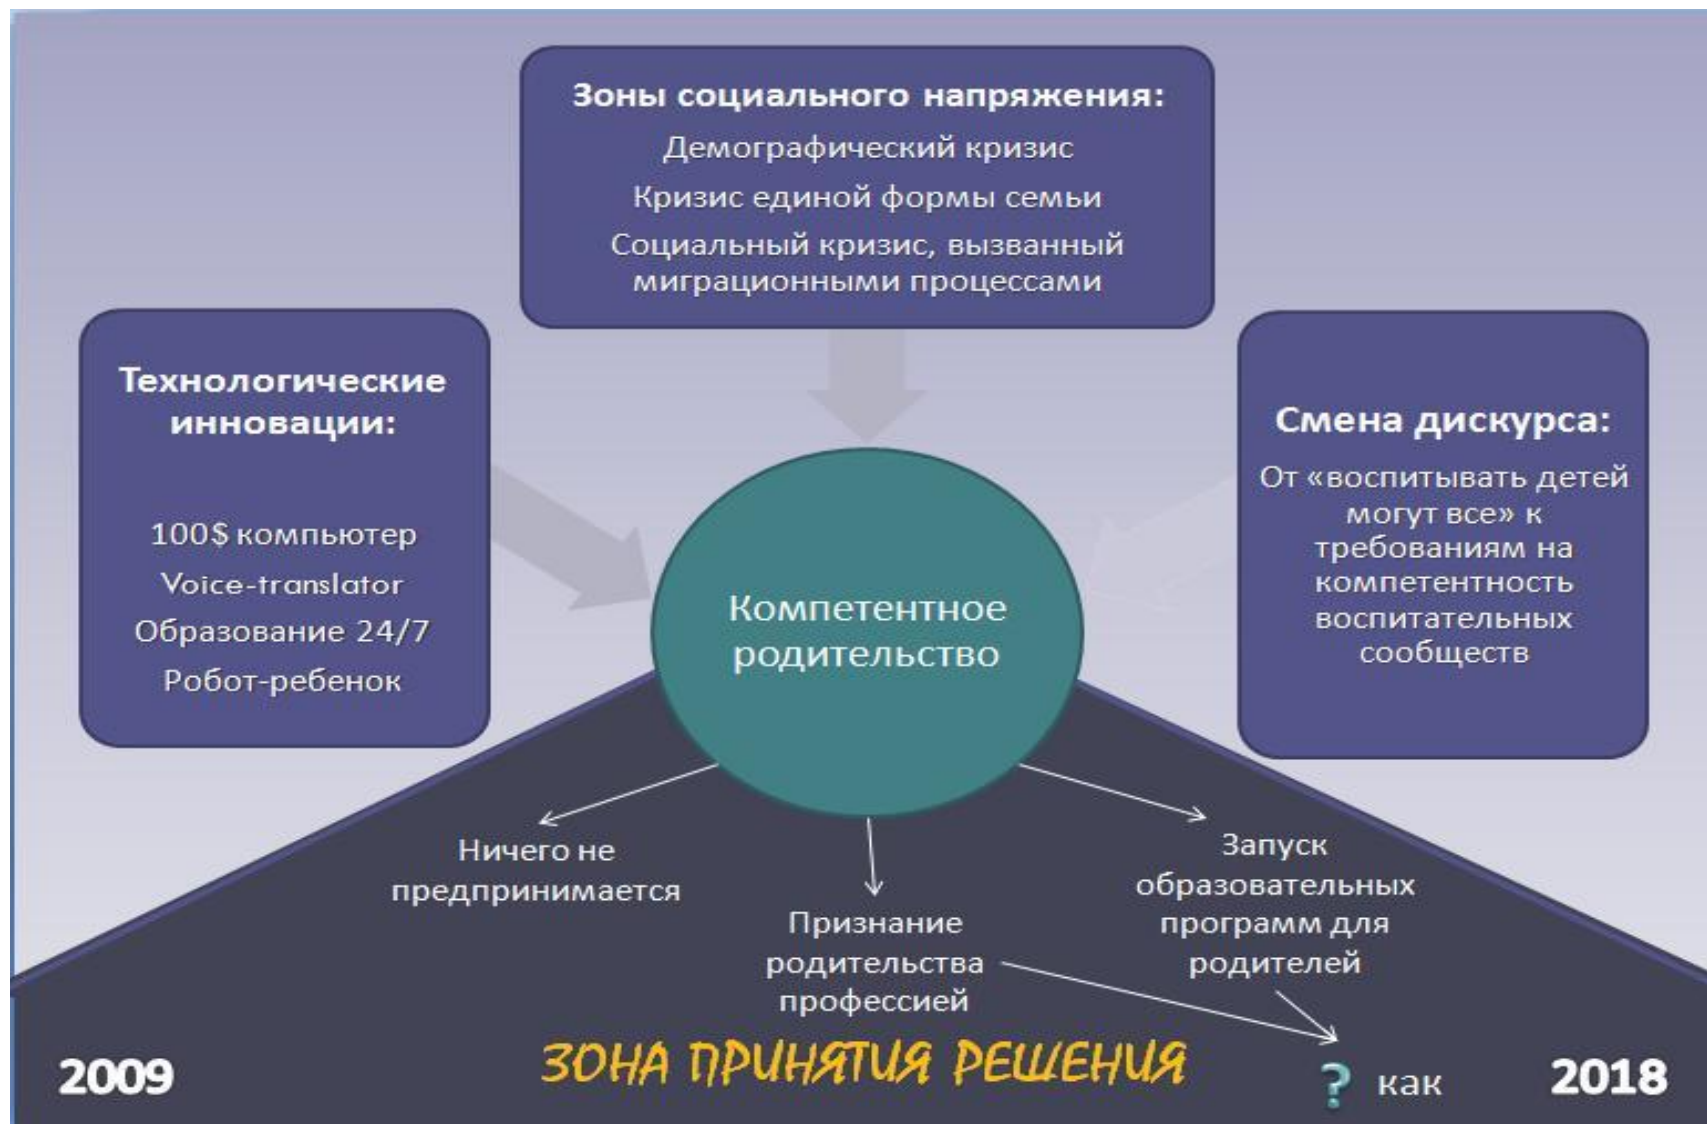 Зоны социального напряжения:
Демографический кризис
Кризис единой формы семьи
Социальный кризис, вызванный
миграционными процессами
Технологические
инновации:
100$ компьютер
Voice-translator
Образование 24/7
Робот-ребенок
Смена дискурса:
От «воспитывать детей
могут все» к
требованиям на
компетентность
воспитательных
сообществ
Компетентное
родительство
Ничего не
предпринимается
Признание
родительства
профессией
Запуск
образовательных
программ для
родителей
ЗОНА ПРИНЯТИЯ РЕШЕНИЯ
2009
? как
2018